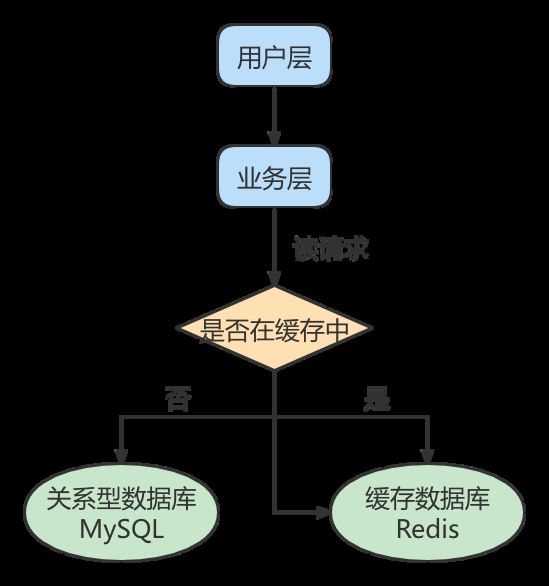 用户层
业务层
读请求
是否在缓存中
否
是
关系型数据库
MySQL
缓存数据库
Redis